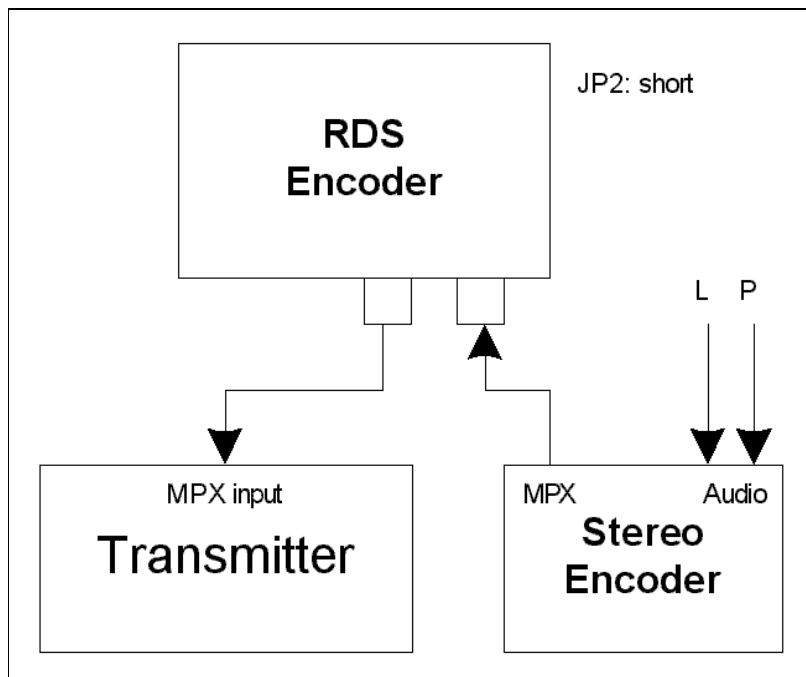 JP2: short
RDS
Encoder
L P
MPX input
Transmitter
MPX Audio
Stereo
Encoder